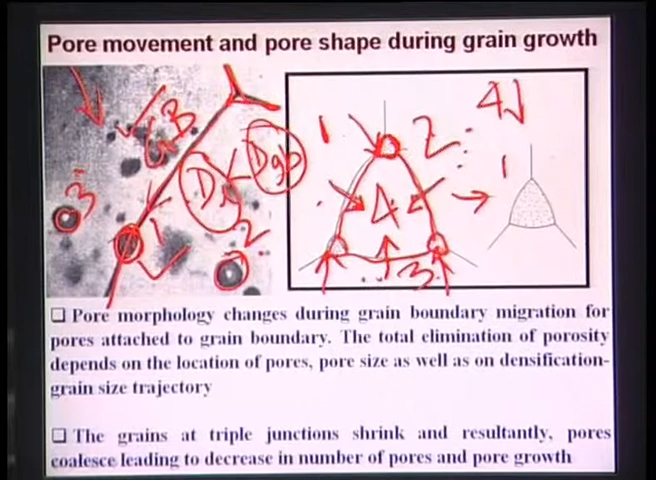 Pore movement and pore shape during grain growth
GB
Dgb
1
2
3
1
2
4
3
4J
1
❑ Pore morphology changes during grain boundary migration for
pores attached to grain boundary. The total elimination of porosity
depends on the location of pores, pore size as well as on densification-
grain size trajectory
❑ The grains at triple junctions shrink and resultantly, pores
coalesce leading to decrease in number of pores and pore growth